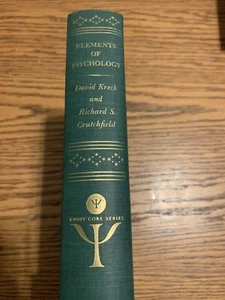 ELEMENTS
OF
PSYCHOLOGY
David Krech
and
Richard S.
Crutchfield
Ψ
KNOPF CORE SERIES
Ψ